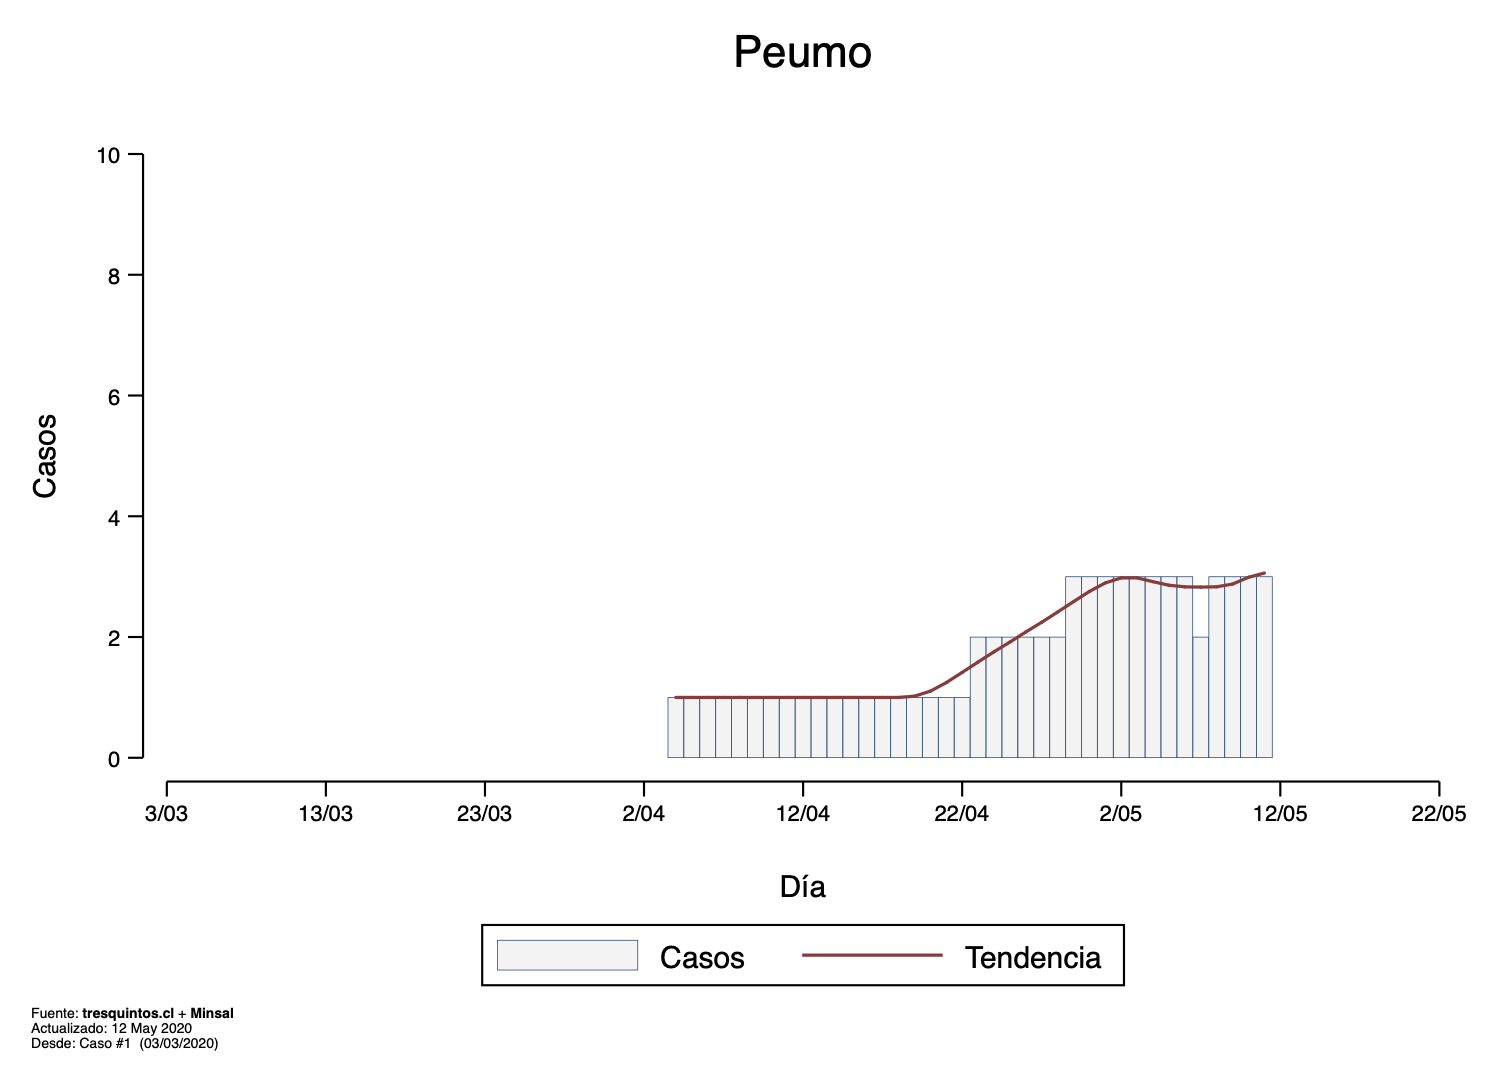 Peumo
Casos
10
8
6
4
2
0
3/03 13/03 23/03 2/04 12/04 22/04 2/05 12/05 22/05
Día
Casos Tendencia
Fuente: tresquintos.cl + Minsal
Actualizado: 12 May 2020
Desde: Caso #1 (03/03/2020)